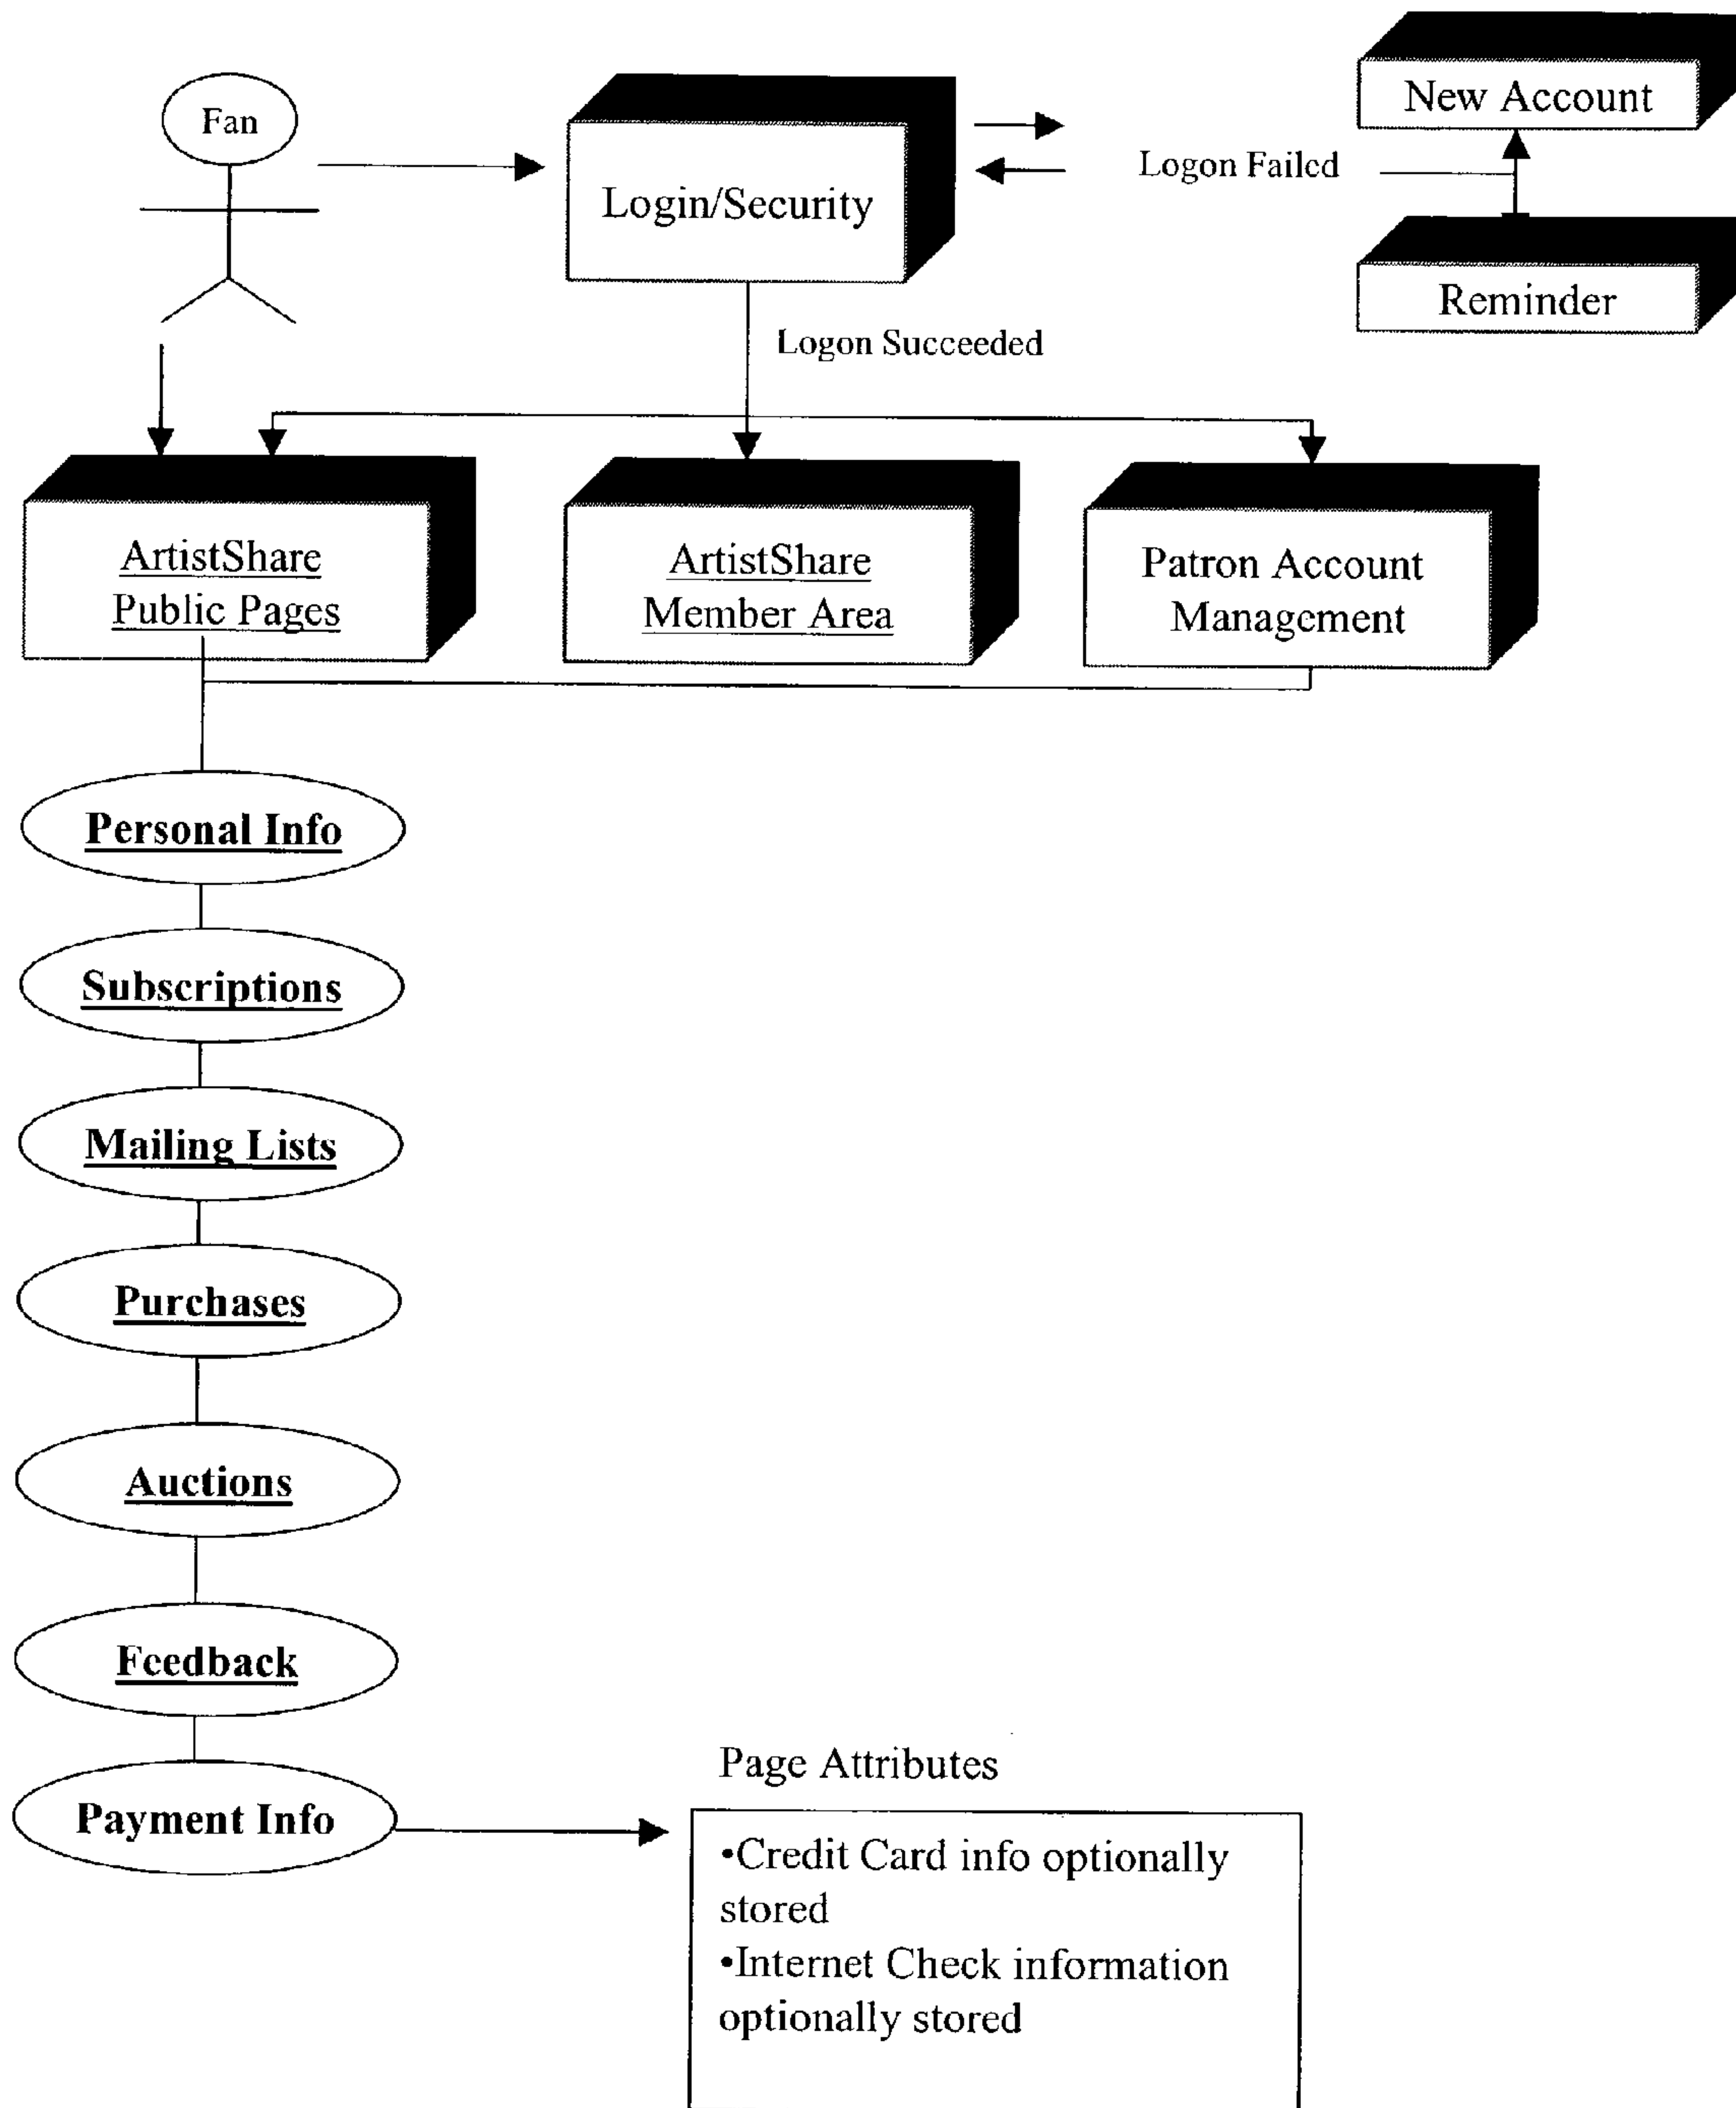 Fan
Login/Security
Logon Failed
New Account
Reminder
Logon Succeeded
ArtistShare
Public Pages
ArtistShare
Member Area
Patron Account
Management
Personal Info
Subscriptions
Mailing Lists
Purchases
Auctions
Feedback
Payment Info
Page Attributes
•Credit Card info optionally
stored
•Internet Check information
optionally stored